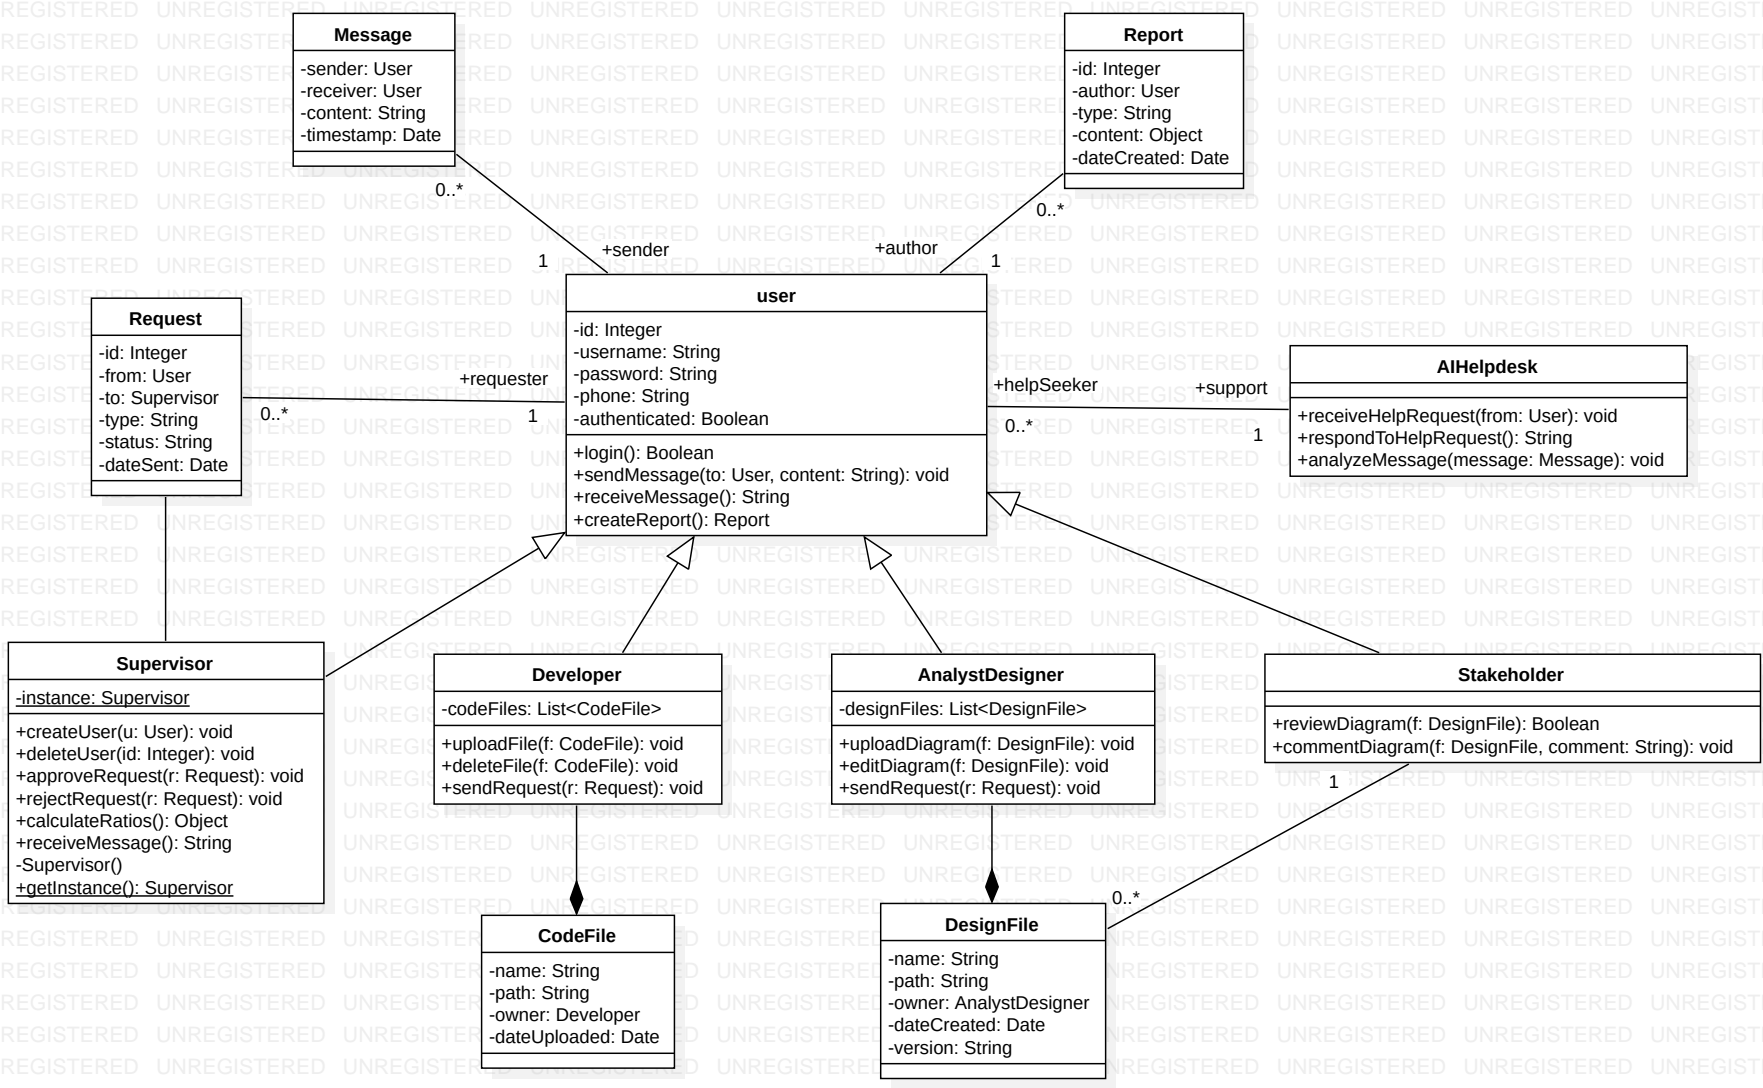 Message
-sender: User
-receiver: User
-content: String
-timestamp: Date
Report
-id: Integer
-author: User
-type: String
-content: Object
-dateCreated: Date
0..*
1
+sender
0..*
+author
1
user
-id: Integer
-username: String
-password: String
-phone: String
-authenticated: Boolean
+login(): Boolean
+sendMessage(to: User, content: String): void
+receiveMessage(): String
+createReport(): Report
Request
-id: Integer
-from: User
-to: Supervisor
-type: String
-status: String
-dateSent: Date
+requester
0..*
1
+helpSeeker
0..*
+support
1
AIHelpdesk
+receiveHelpRequest(from: User): void
+respondToHelpRequest(): String
+analyzeMessage(message: Message): void
Supervisor
-instance: Supervisor
+createUser(u: User): void
+deleteUser(id: Integer): void
+approveRequest(r: Request): void
+rejectRequest(r: Request): void
+calculateRatios(): Object
+receiveMessage(): String
-Supervisor()
+getInstance(): Supervisor
Developer
-codeFiles: List<CodeFile>
+uploadFile(f: CodeFile): void
+deleteFile(f: CodeFile): void
+sendRequest(r: Request): void
AnalystDesigner
-designFiles: List<DesignFile>
+uploadDiagram(f: DesignFile): void
+editDiagram(f: DesignFile): void
+sendRequest(r: Request): void
Stakeholder
+reviewDiagram(f: DesignFile): Boolean
+commentDiagram(f: DesignFile, comment: String): void
1
0..*
CodeFile
-name: String
-path: String
-owner: Developer
-dateUploaded: Date
DesignFile
-name: String
-path: String
-owner: AnalystDesigner
-dateCreated: Date
-version: String
UNREGISTERED